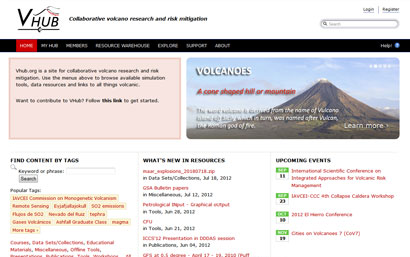 VHUB
Collaborative volcano research and risk mitigation
Login
Register
Search
HOME
MY HUB
MEMBERS
RESOURCE WAREHOUSE
EXPLORE
SUPPORT
ABOUT
Help!
Vhub.org is a site for collaborative volcano research and risk
mitigation. Use the menus above to browse available simulation
tools, data resources and links to all things volcanic.
Want to contribute to Vhub? Follow this link to get started.
VOLCANOES
A cone shaped hill or mountain
The word volcano is derived from the name of Vulcano
island off Italy which in turn, was named after Vulcan,
the Roman god of fire.
Learn more ›
FIND CONTENT BY TAGS
Keyword or phrase:
Search
Popular Tags:
IAVCEI Commission on Monogenetic Volcanism
Remote Sensing
Eyjafjallajokull
SO2 emissions
Flujos de SO2
Nevado del Ruiz
tephra
Gases Volcánicos
Ashfall Graduate Class
magma
More tags ›
Courses, Data Sets/Collections, Educational
Materials, Miscellaneous, Offline Tools,
Presentations, Publications, Tools, Workshops, All
WHAT'S NEW IN RESOURCES
maar_explosions_20180718.zip
in Data Sets/Collections, Jul 18, 2012
GSA Bulletin papers
in Miscellaneous, Jul 12, 2012
Petrological Input - Graphical Output
in Tools, Jun 28, 2012
CFU
in Tools, Jun 21, 2012
ICCS'12 Presentation in DDDAS session
in Publications, Jun 04, 2012
GFS at 0.5 degree - April 17 - 19, 2010 (Puff
UPCOMING EVENTS
SEP
11
International Scientific Conference on
Integrated Approaches for Volcanic Risk
Management
SEP
23
IAVCEI-CCC 4th Collapse Caldera Workshop
OCT
10
2012 El Hierro Conference
NOV
19
Cities on Volcanoes 7 (CoV7)